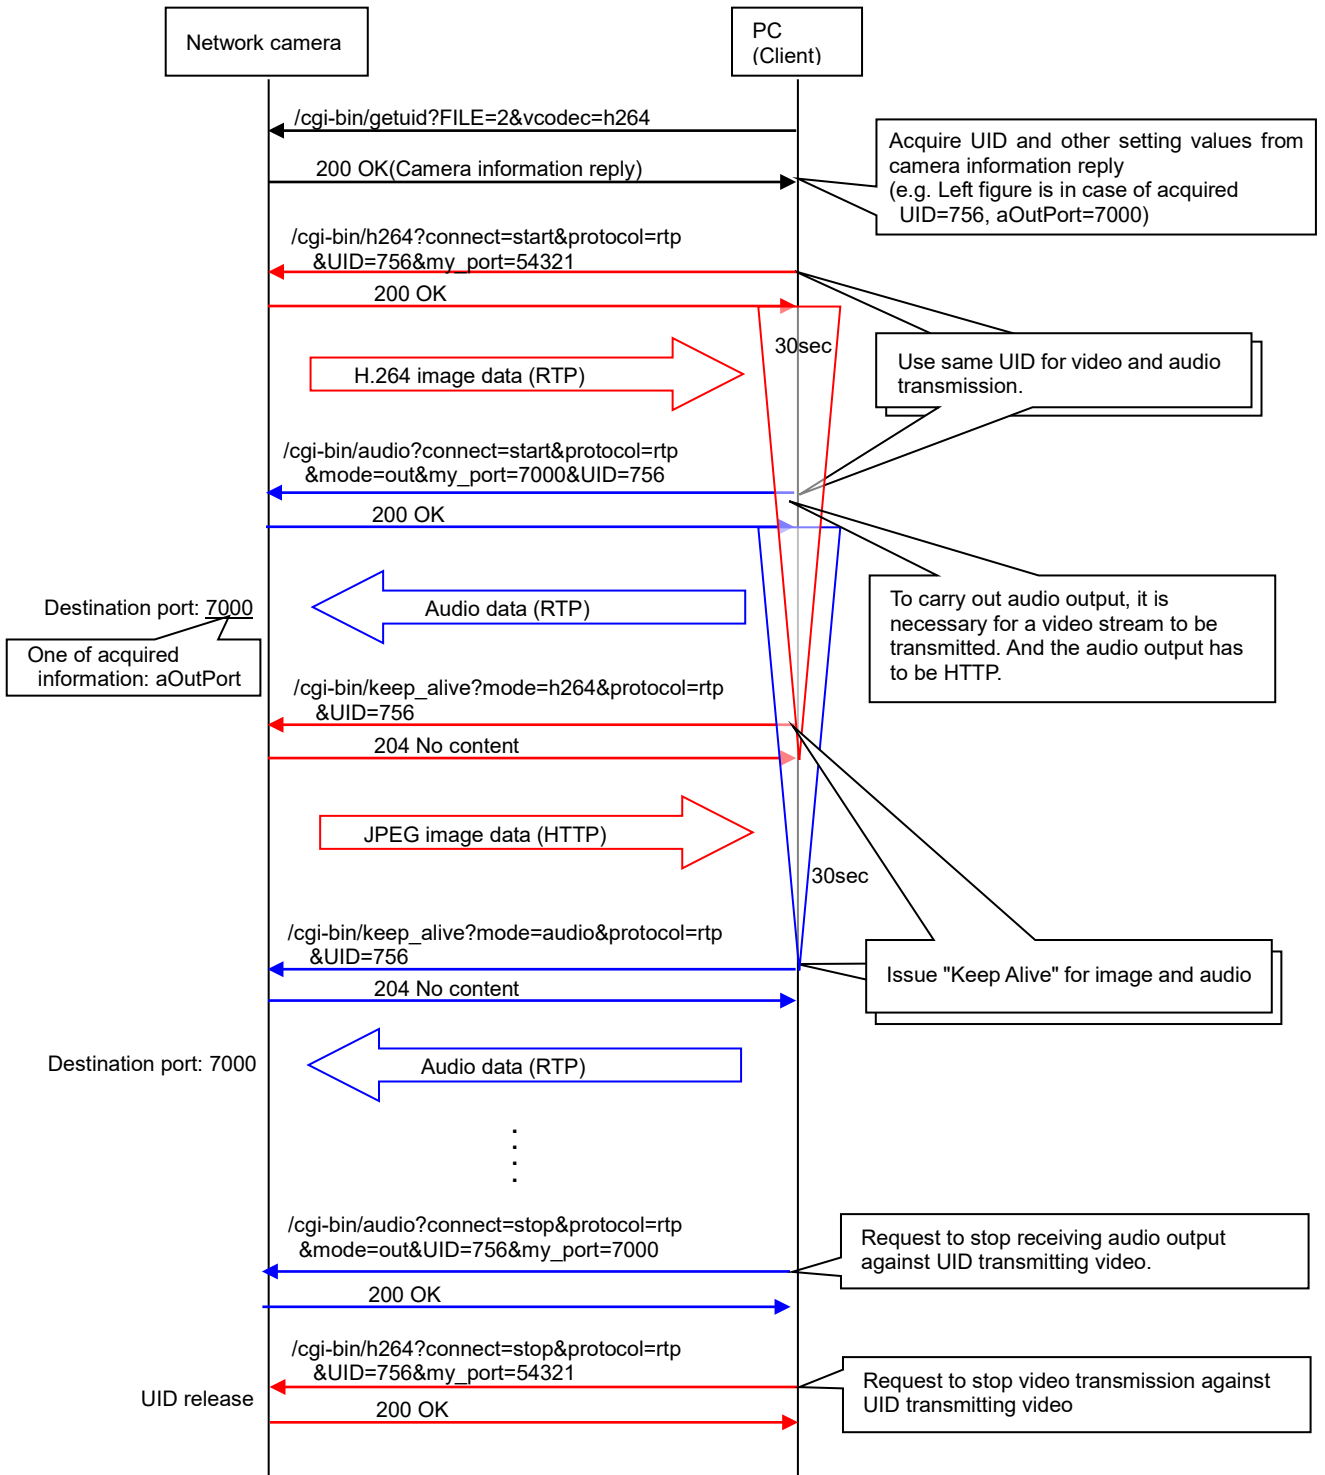 Network camera
PC
(Client)
/cgi-bin/getuid?FILE=2&vcodec=h264
200 OK(Camera information reply)
Acquire UID and other setting values from
camera information reply
(e.g. Left figure is in case of acquired
UID=756, aOutPort=7000)
/cgi-bin/h264?connect=start&protocol=rtp
&UID=756&my_port=54321
200 OK
30sec
H.264 image data (RTP)
Use same UID for video and audio
transmission.
/cgi-bin/audio?connect=start&protocol=rtp
&mode=out&my_port=7000&UID=756
200 OK
To carry out audio output, it is
necessary for a video stream to be
transmitted. And the audio output has
to be HTTP.
Destination port: 7000
Audio data (RTP)
One of acquired
information: aOutPort
/cgi-bin/keep_alive?mode=h264&protocol=rtp
&UID=756
204 No content
JPEG image data (HTTP)
30sec
/cgi-bin/keep_alive?mode=audio&protocol=rtp
&UID=756
Issue "Keep Alive" for image and audio
204 No content
Destination port: 7000
Audio data (RTP)
/cgi-bin/audio?connect=stop&protocol=rtp
&mode=out&UID=756&my_port=7000
Request to stop receiving audio output
against UID transmitting video.
200 OK
/cgi-bin/h264?connect=stop&protocol=rtp
&UID=756&my_port=54321
Request to stop video transmission against
UID transmitting video
UID release
200 OK